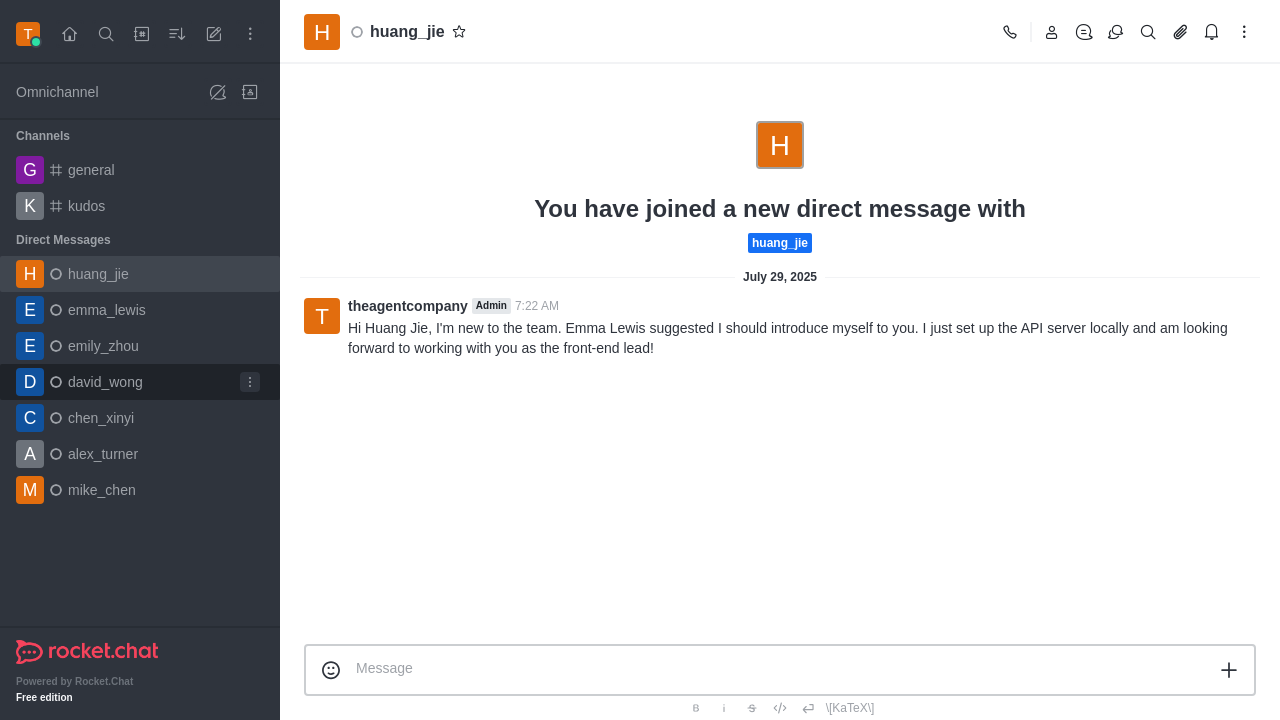 T
H
huang_jie
Omnichannel
Channels
G
general
K
kudos
Direct Messages
H
huang_jie
E
emma_lewis
E
emily_zhou
D
david_wong
C
chen_xinyi
A
alex_turner
M
mike_chen
rocket.chat
Powered by Rocket.Chat
Free edition
H
You have joined a new direct message with
huang_jie
July 29, 2025
T
theagentcompany Admin 7:22 AM
Hi Huang Jie, I'm new to the team. Emma Lewis suggested I should introduce myself to you. I just set up the API server locally and am looking
forward to working with you as the front-end lead!
Message
B i S \[KaTeX\]